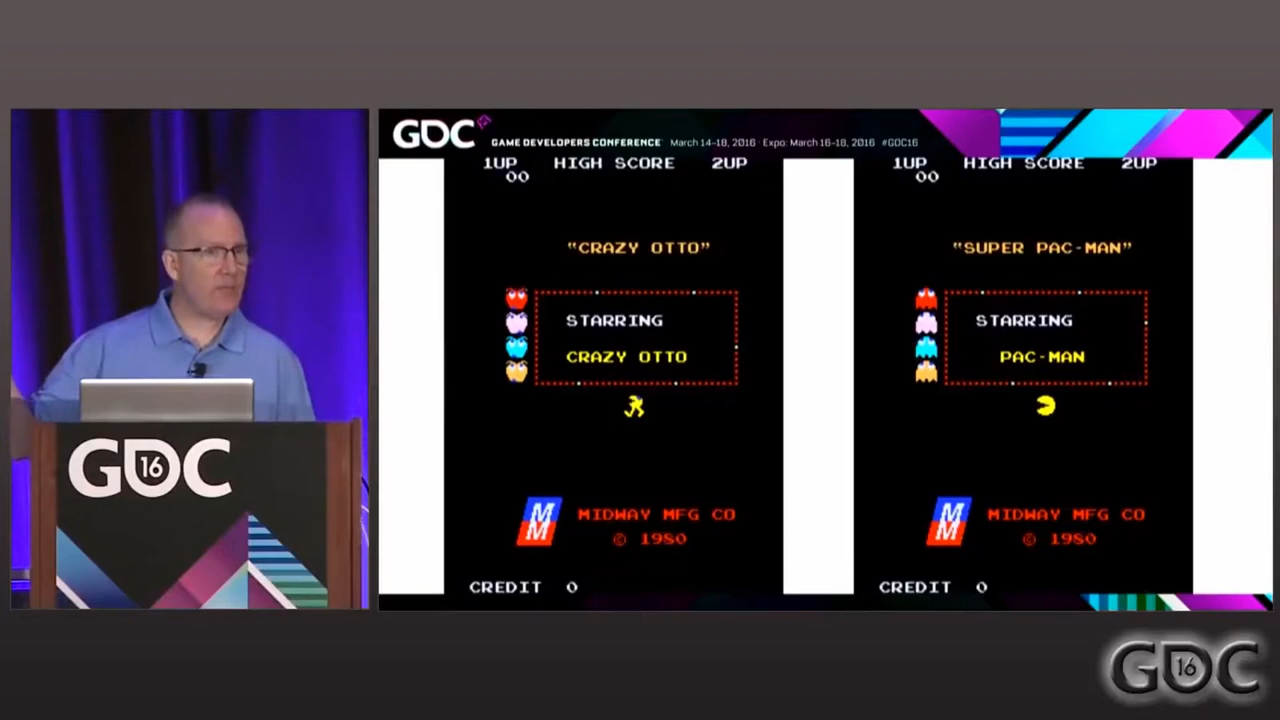 GDC
GAME DEVELOPERS CONFERENCE March 14-18, 2016 · Expo: March 16-18, 2016 #GDC16
1UP HIGH SCORE 2UP
00
"CRAZY OTTO"
STARRING
CRAZY OTTO
MM MIDWAY MFG CO
© 1980
CREDIT 0
1UP HIGH SCORE 2UP
00
"SUPER PAC-MAN"
STARRING
PAC-MAN
MM MIDWAY MFG CO
© 1980
CREDIT 0
GDC 16
GDC 16